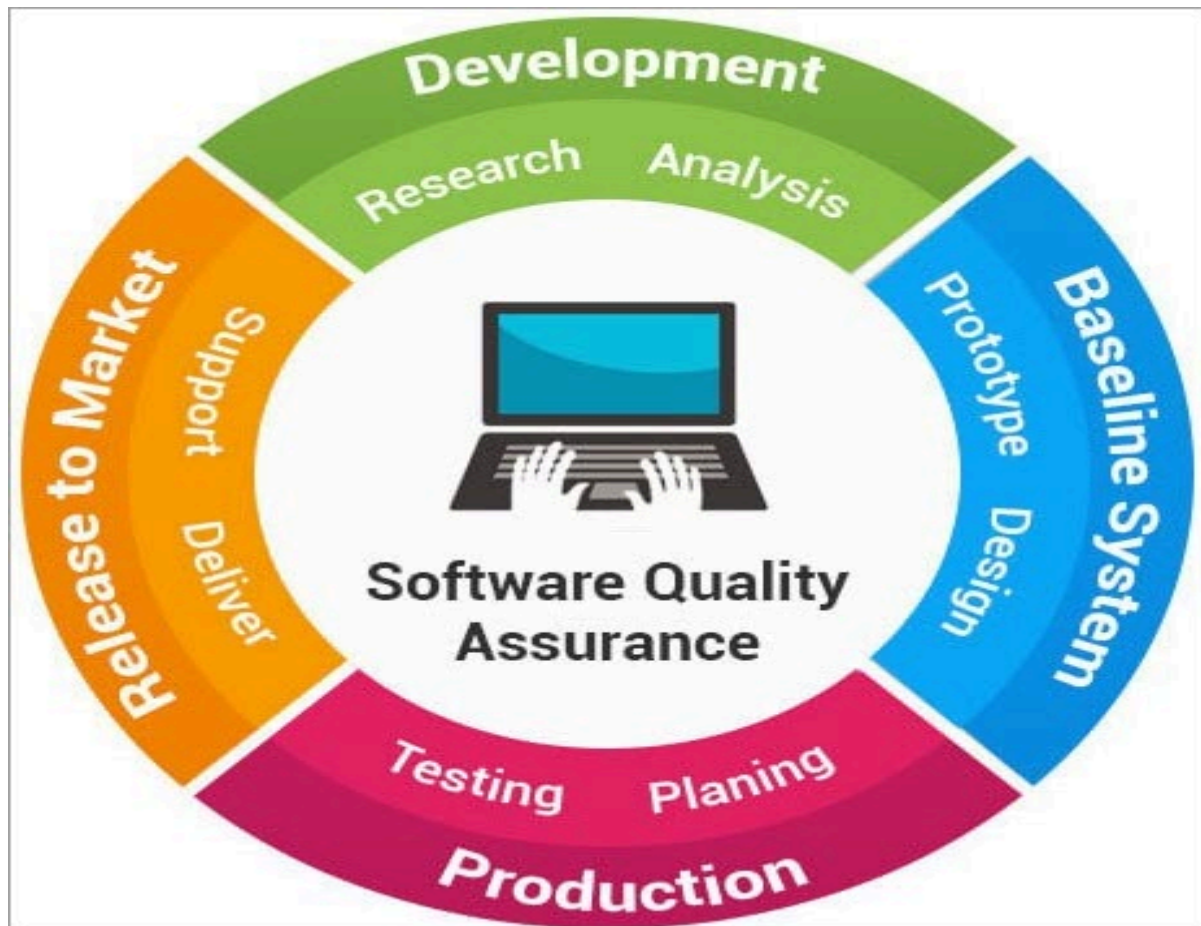 Development
Research Analysis
Baseline System
Prototype
Design
Production
Testing Planing
Release to Market
Support
Deliver
Software Quality
Assurance